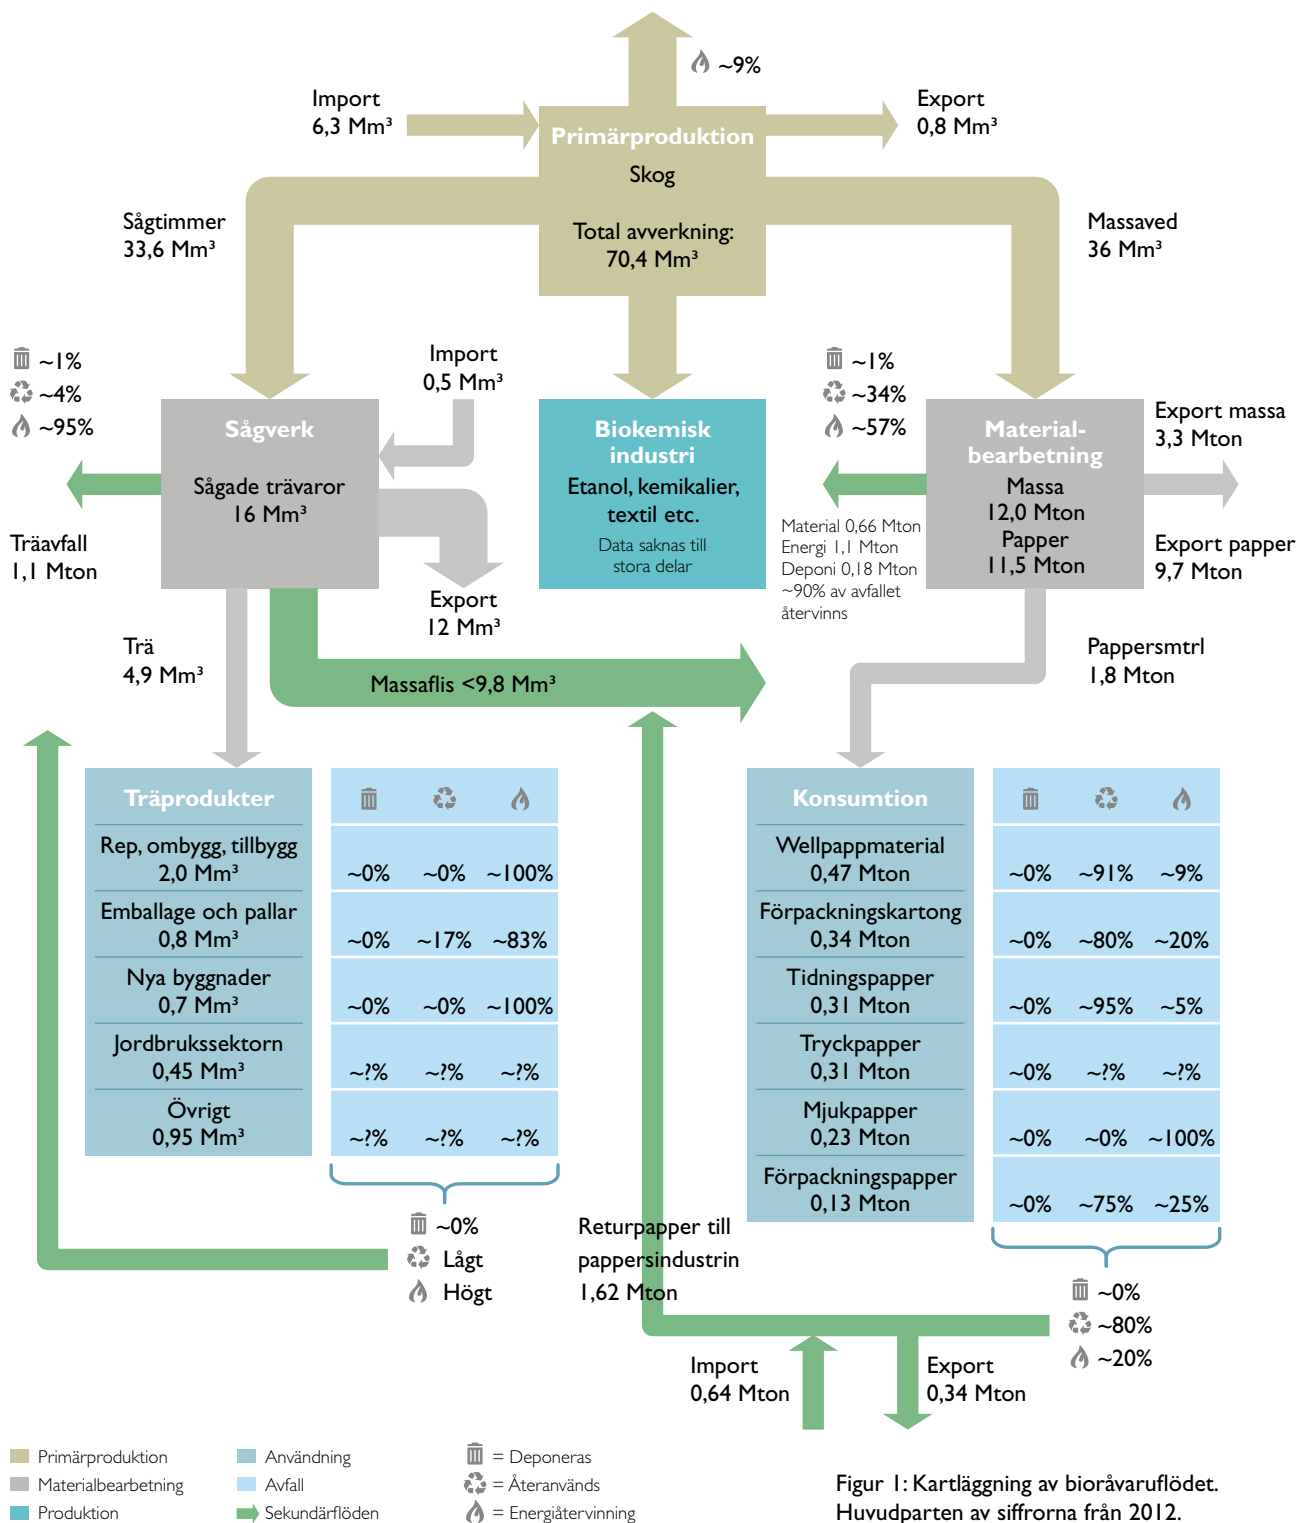 ~9%
Import
6,3 Mm³
Export
0,8 Mm³
Primärproduktion
Skog
Total avverkning:
70,4 Mm³
Sågtimmer
33,6 Mm³
Massaved
36 Mm³
~1%
~4%
~95%
Import
0,5 Mm³
Sågverk
Sågade trävaror
16 Mm³
Träavfall
1,1 Mton
Export
12 Mm³
Biokemisk
industri
Etanol, kemikalier,
textil etc.
Data saknas till
stora delar
~1%
~34%
~57%
Material 0,66 Mton
Energi 1,1 Mton
Deponi 0,18 Mton
~90% av avfallet
återvinns
Material-
bearbetning
Massa
12,0 Mton
Papper
11,5 Mton
Export massa
3,3 Mton
Export papper
9,7 Mton
Trä
4,9 Mm³
Massaflis <9,8 Mm³
Pappersmtrl
1,8 Mton
Träprodukter
Rep, ombygg, tillbygg
2,0 Mm³
~0% ~0% ~100%
Emballage och pallar
0,8 Mm³
~0% ~17% ~83%
Nya byggnader
0,7 Mm³
~0% ~0% ~100%
Jordbrukssektorn
0,45 Mm³
~?% ~?% ~?%
Övrigt
0,95 Mm³
~?% ~?% ~?%
~0%
Lågt
Högt
Konsumtion
Wellpappmaterial
0,47 Mton
~0% ~91% ~9%
Förpackningskartong
0,34 Mton
~0% ~80% ~20%
Tidningspapper
0,31 Mton
~0% ~95% ~5%
Tryckpapper
0,31 Mton
~0% ~?% ~?%
Mjukpapper
0,23 Mton
~0% ~0% ~100%
Förpackningspapper
0,13 Mton
~0% ~75% ~25%
~0%
~80%
~20%
Returpapper till
pappersindustrin
1,62 Mton
Import
0,64 Mton
Export
0,34 Mton
Primärproduktion
Materialbearbetning
Produktion
Användning
Avfall
Sekundärflöden
= Deponeras
= Återanvänds
= Energiåtervinning
Figur 1: Kartläggning av bioråvaruflödet.
Huvudparten av siffrorna från 2012.